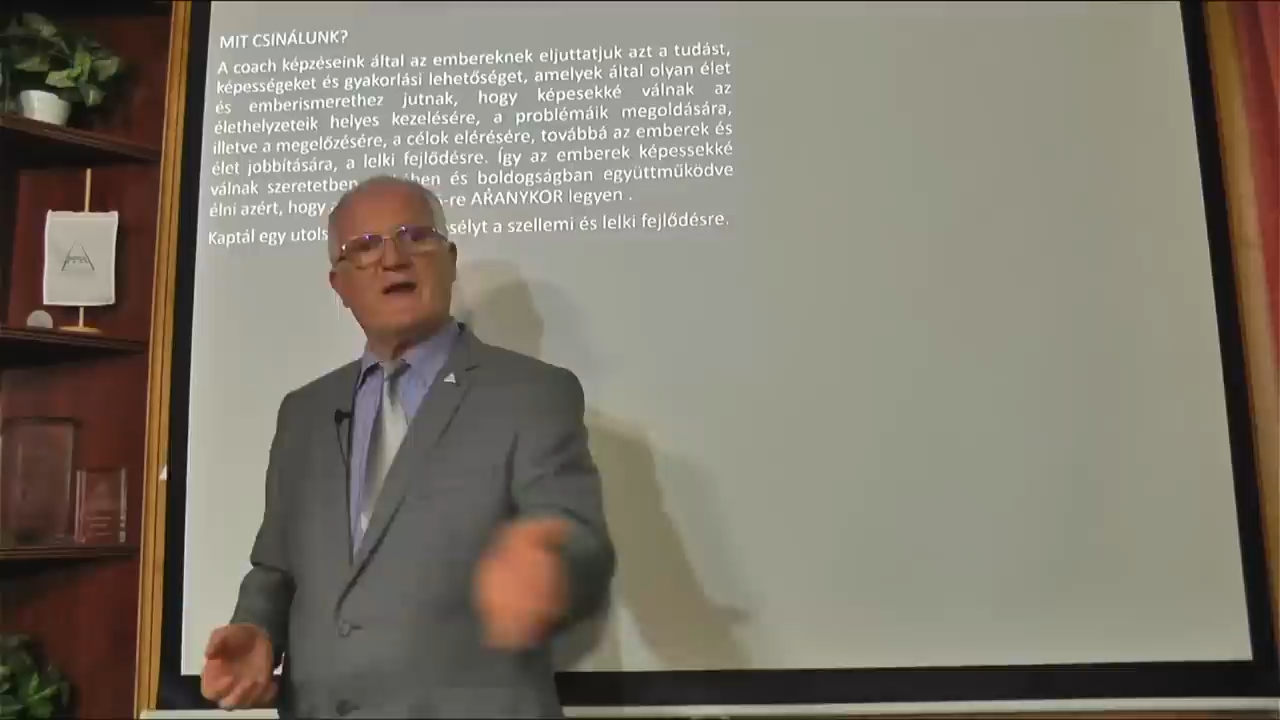 MIT CSINÁLUNK?
A coach képzéseink által az embereknek eljuttatjuk azt a tudást,
képességeket és gyakorlási lehetőséget, amelyek által olyan élet
és emberismerethez jutnak, hogy képesekké válnak az
élethelyzeteik helyes kezelésére, a problémáik megoldására,
illetve a megelőzésére, a célok elérésére, továbbá az emberek és
élet jobbítására, a lelki fejlődésre. Így az emberek képessekké
válnak szeretetben és boldogságban együttműködve
élni azért, hogy -re ARANYKOR legyen .
Kaptál egy a szellemi és lelki fejlődésre.